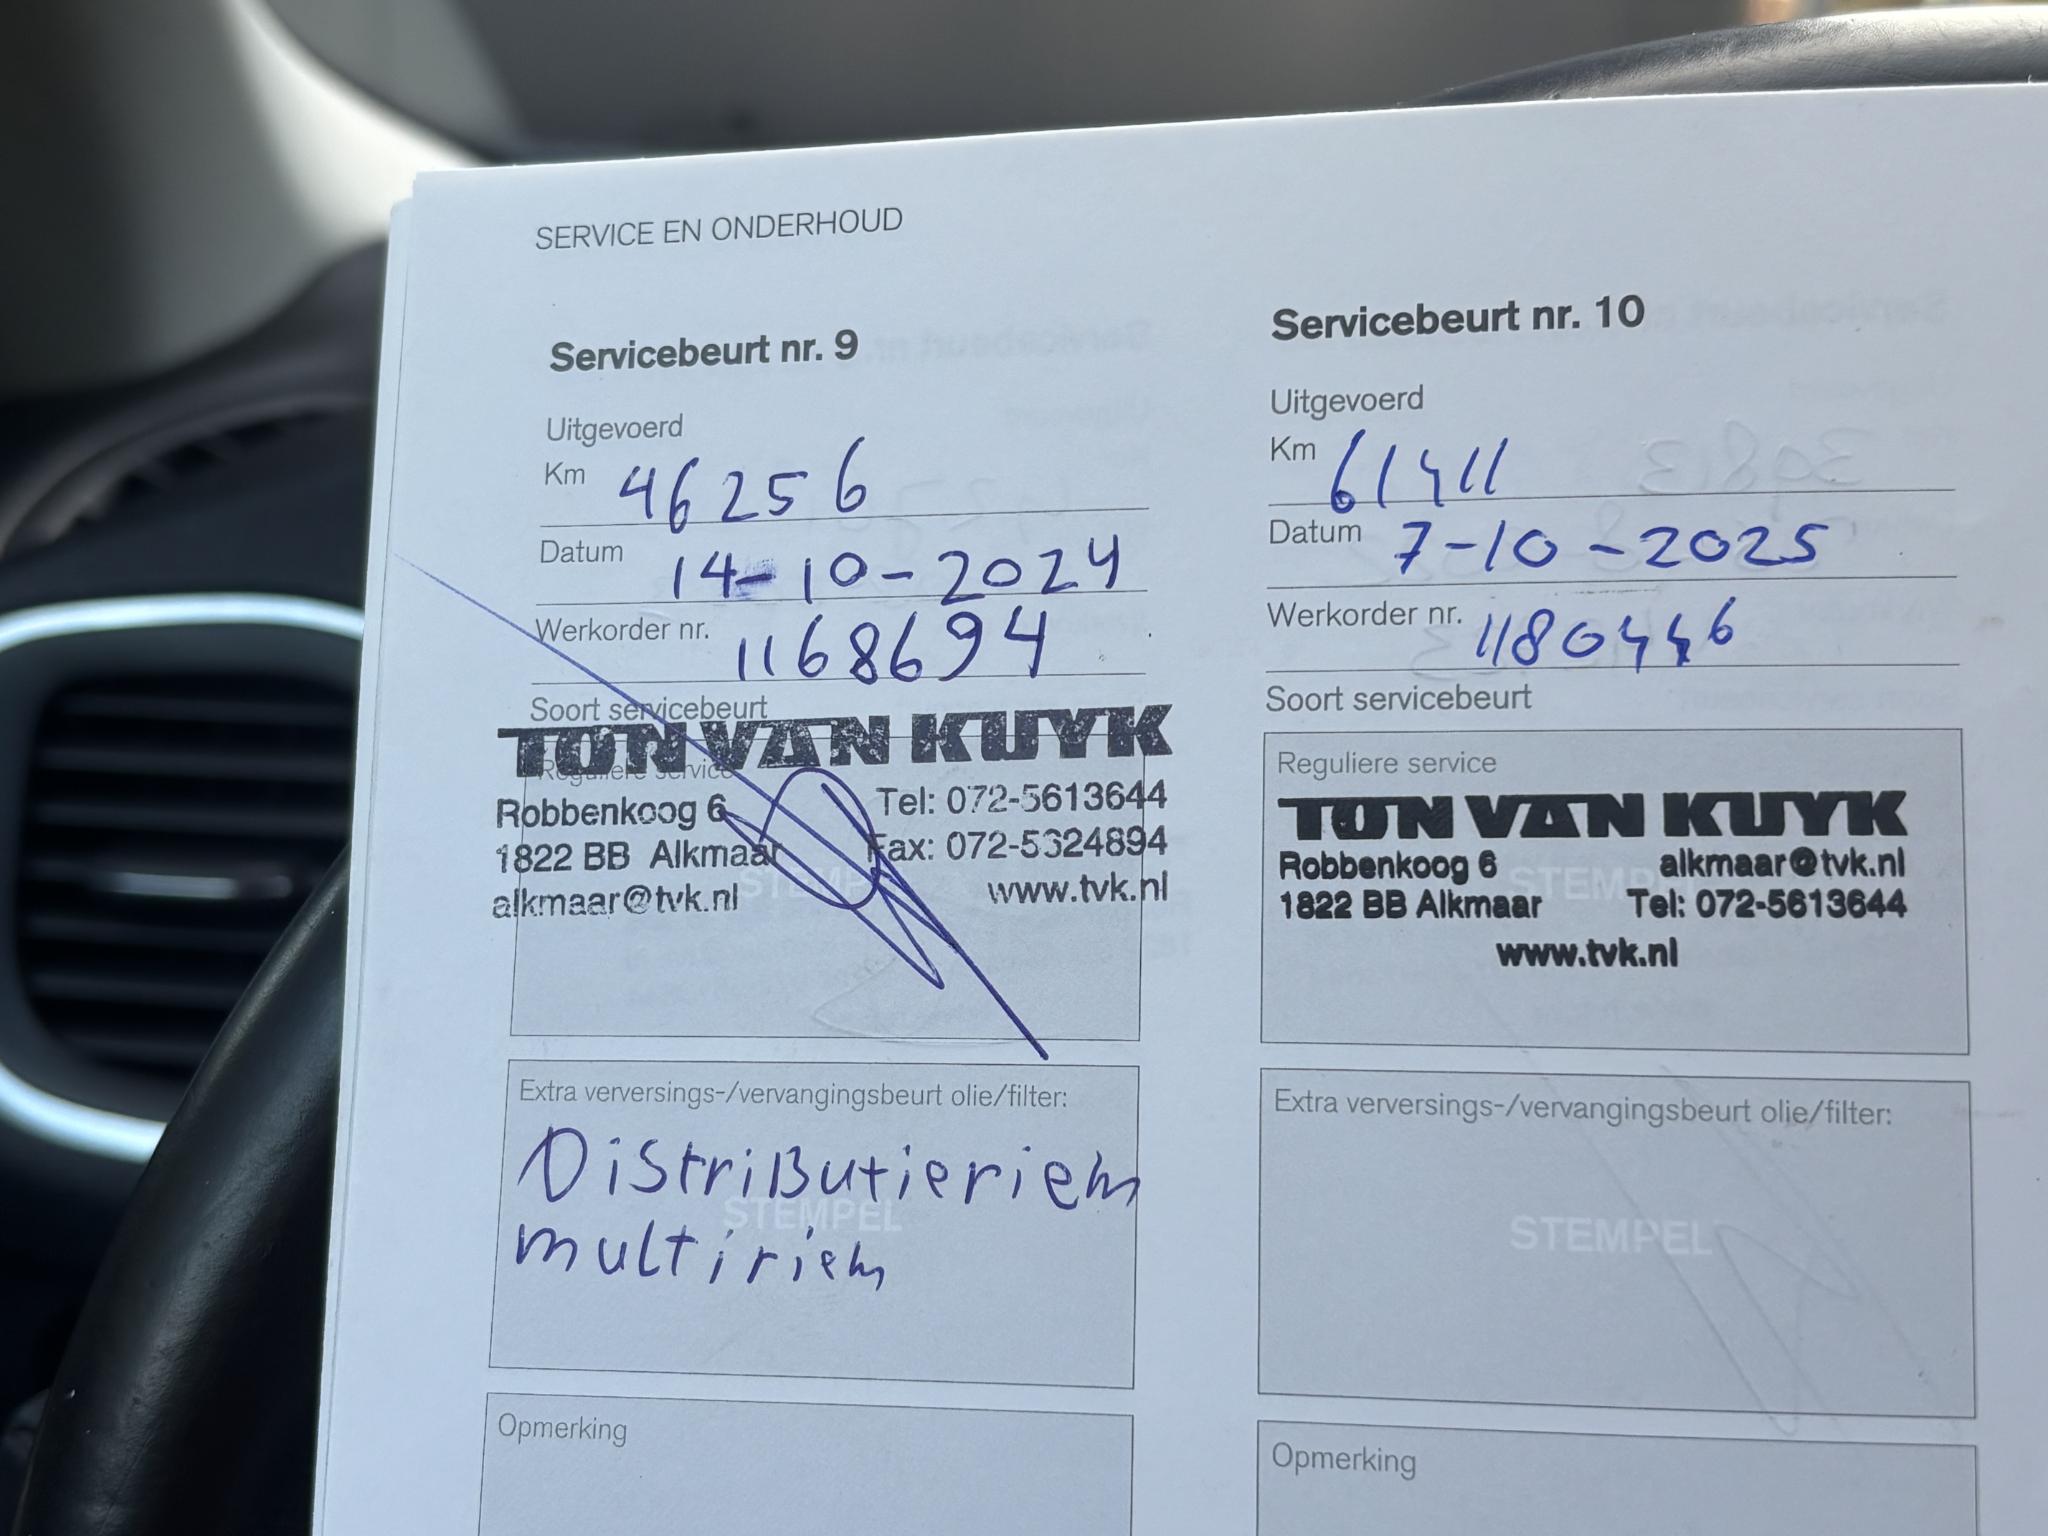 SERVICE EN ONDERHOUD
Servicebeurt nr. 9
Uitgevoerd
Km 46256
Datum 14-10-2024
Werkorder nr. 1168694
Soort servicebeurt
TON VAN KUYK
Reguliere service
Robbenkoog 6 Tel: 072-5613644
1822 BB Alkmaar Fax: 072-5324894
alkmaar@tvk.nl www.tvk.nl
STEMPEL
Extra verversings-/vervangingsbeurt olie/filter:
DistriButieriem
STEMPEL
multiriem
Opmerking
Servicebeurt nr. 10
Uitgevoerd
Km 61411
Datum 7-10-2025
Werkorder nr. 1180446
Soort servicebeurt
Reguliere service
TON VAN KUYK
Robbenkoog 6 alkmaar@tvk.nl
STEMPEL
1822 BB Alkmaar Tel: 072-5613644
www.tvk.nl
Extra verversings-/vervangingsbeurt olie/filter:
STEMPEL
Opmerking